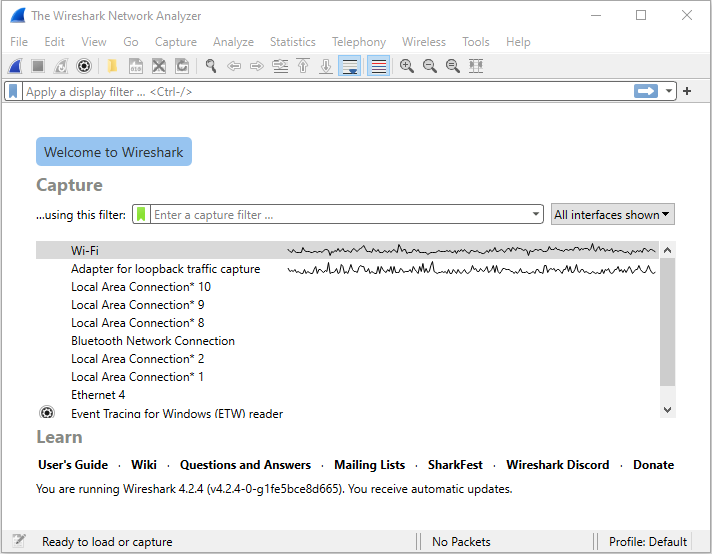 The Wireshark Network Analyzer
File Edit View Go Capture Analyze Statistics Telephony Wireless Tools Help
Apply a display filter ... <Ctrl-/>
Welcome to Wireshark
Capture
...using this filter: Enter a capture filter ... All interfaces shown
Wi-Fi
Adapter for loopback traffic capture
Local Area Connection* 10
Local Area Connection* 9
Local Area Connection* 8
Bluetooth Network Connection
Local Area Connection* 2
Local Area Connection* 1
Ethernet 4
Event Tracing for Windows (ETW) reader
Learn
User's Guide · Wiki · Questions and Answers · Mailing Lists · SharkFest · Wireshark Discord · Donate
You are running Wireshark 4.2.4 (v4.2.4-0-g1fe5bce8d665). You receive automatic updates.
Ready to load or capture No Packets Profile: Default